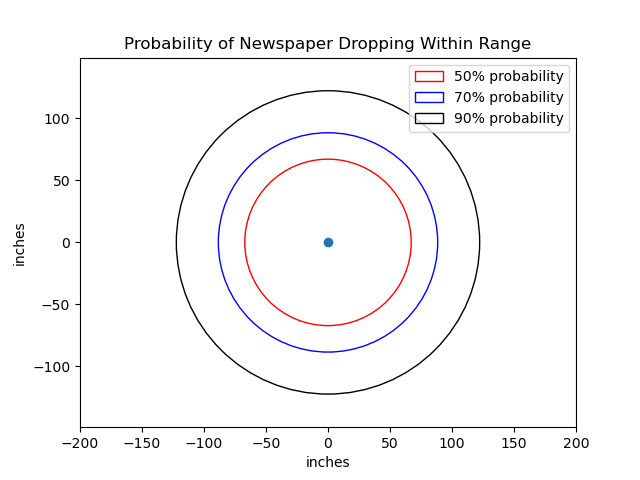 Probability of Newspaper Dropping Within Range
50% probability
70% probability
90% probability
inches
100
50
0
−50
−100
−200
−150
−100
−50
0
50
100
150
200
inches